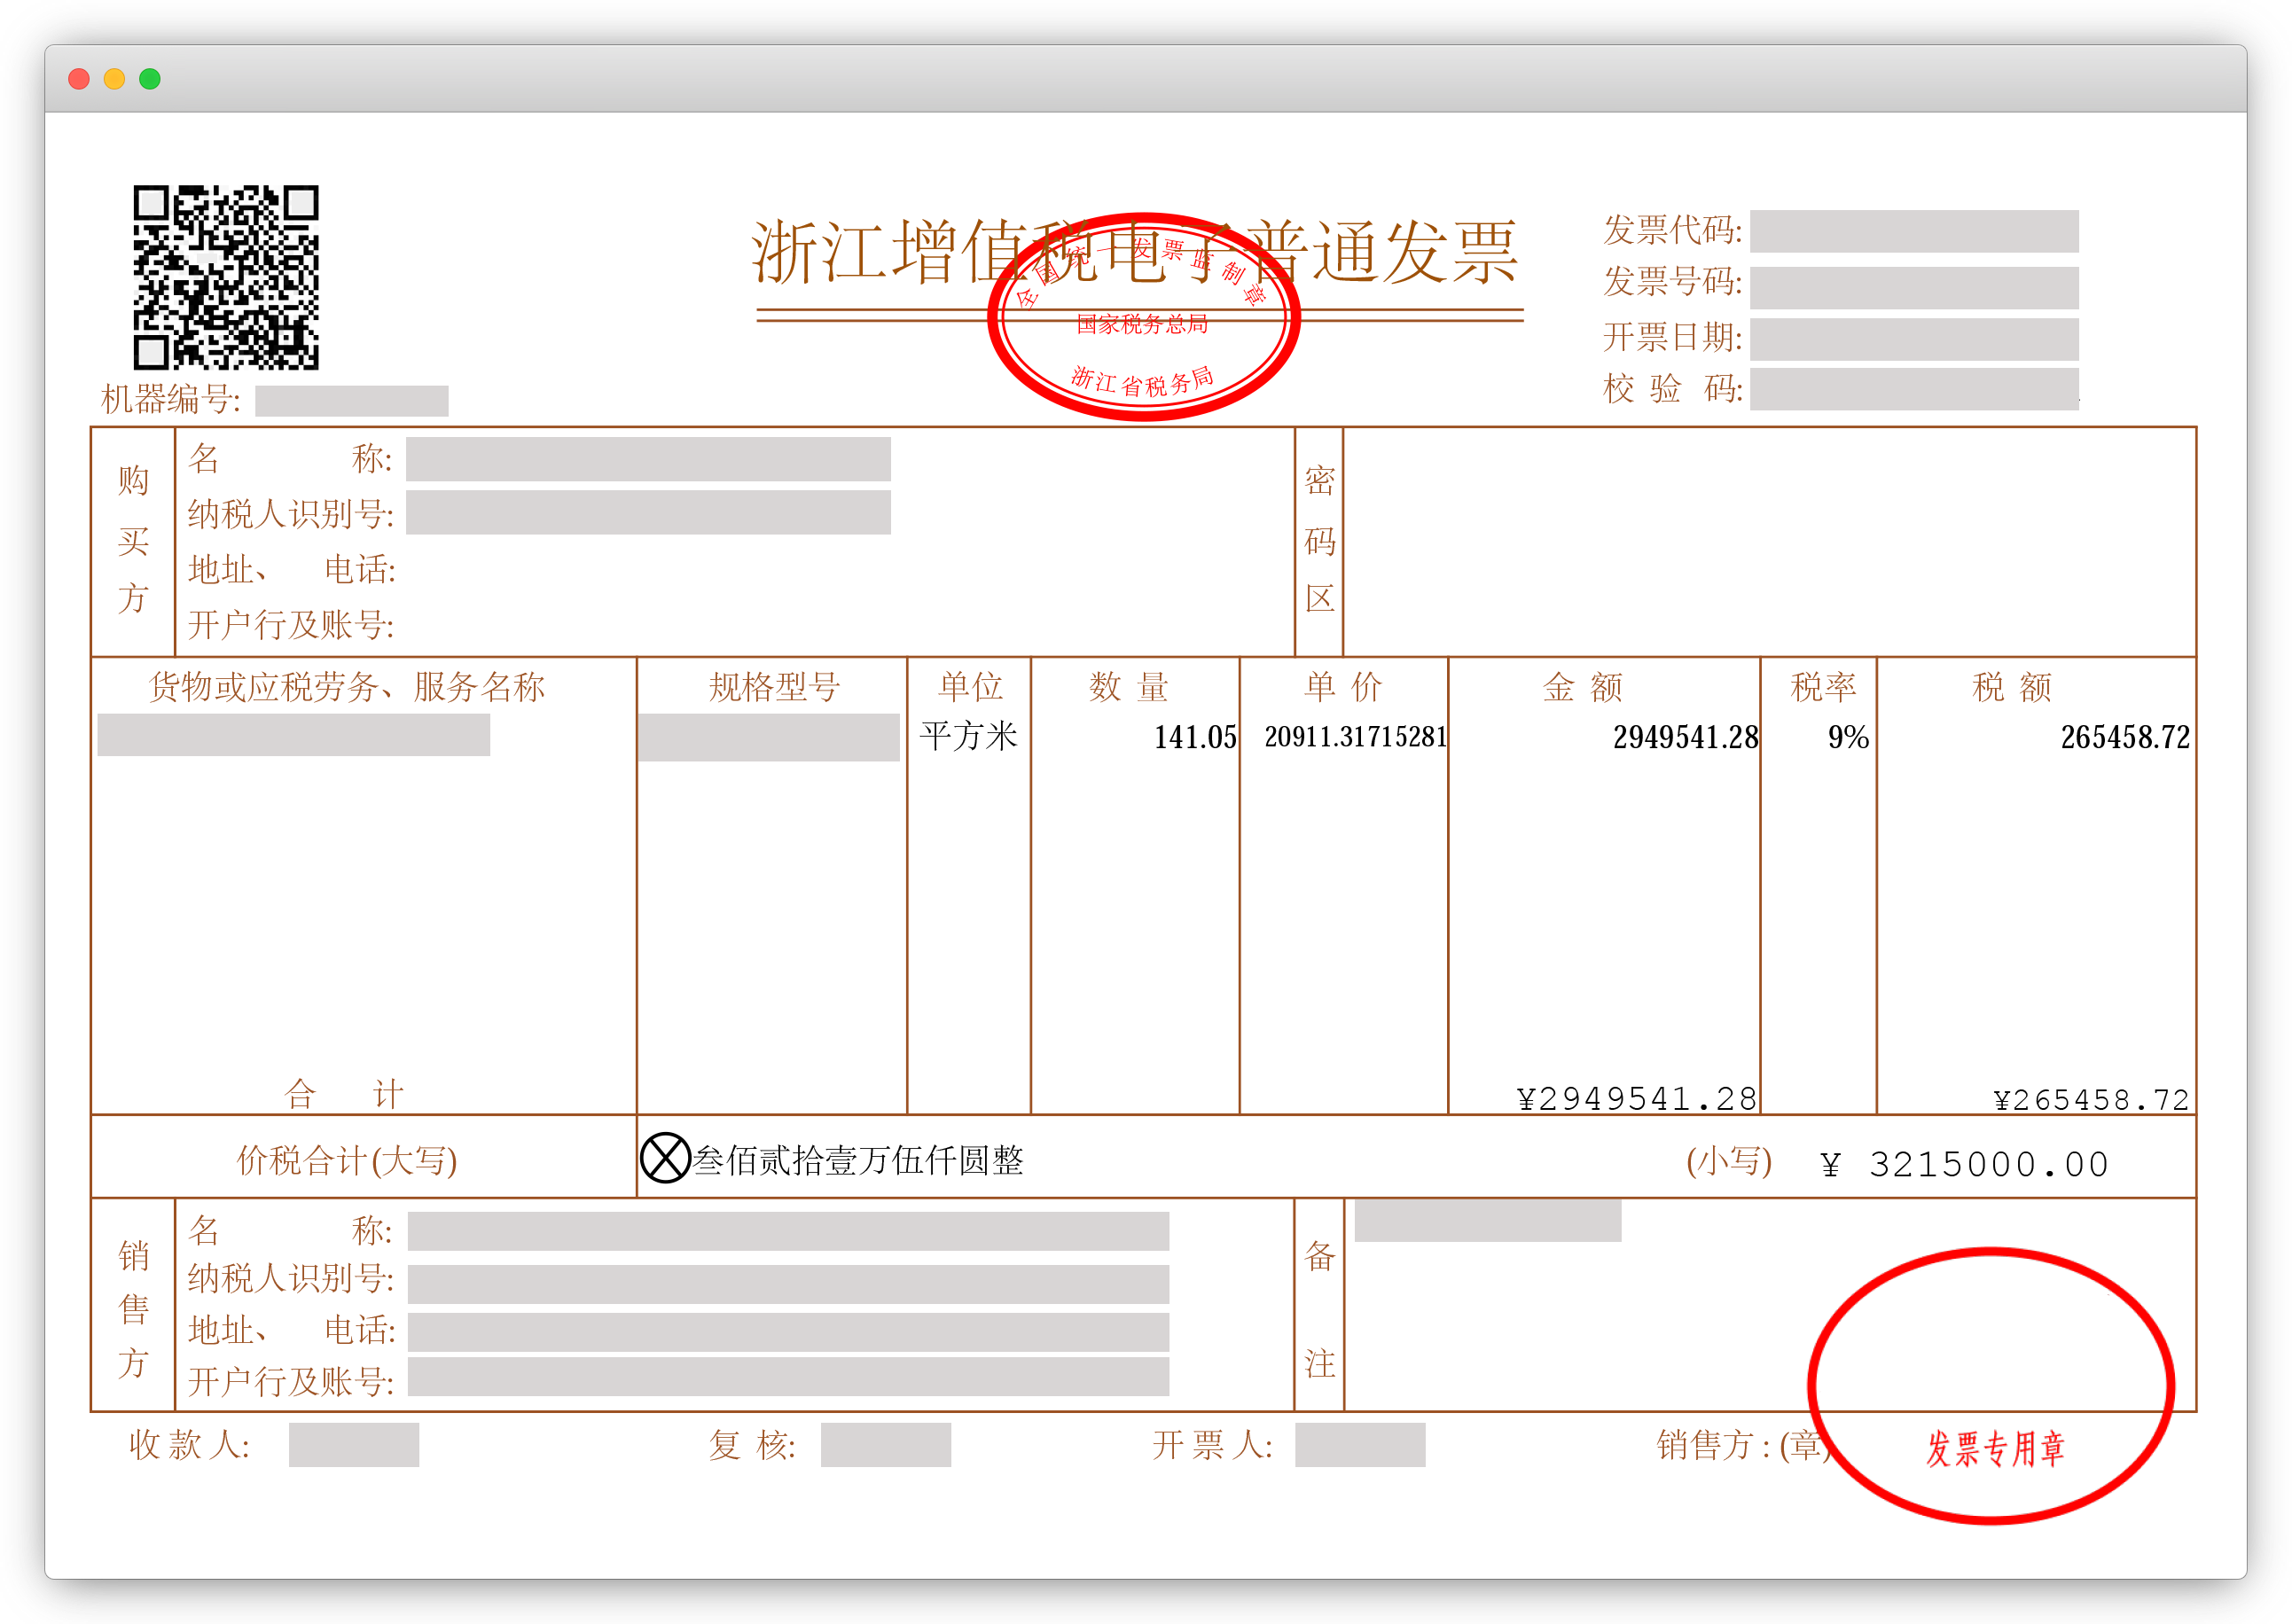 浙江增值税电子普通发票
全国统一发票监制章
国家税务总局
浙江省税务局
发票代码:
发票号码:
开票日期:
校 验 码:
机器编号:
购买方
名 称:
纳税人识别号:
地址、 电话:
开户行及账号:
密码区
货物或应税劳务、服务名称 规格型号 单位 数 量 单 价 金 额 税率 税 额
平方米 141.05 20911.31715281 2949541.28 9% 265458.72
合 计 ¥2949541.28 ¥265458.72
价税合计(大写) 叁佰贰拾壹万伍仟圆整 (小写) ¥ 3215000.00
销售方
名 称:
纳税人识别号:
地址、 电话:
开户行及账号:
备注
收 款 人: 复 核: 开 票 人: 销售方 : (章)
发票专用章